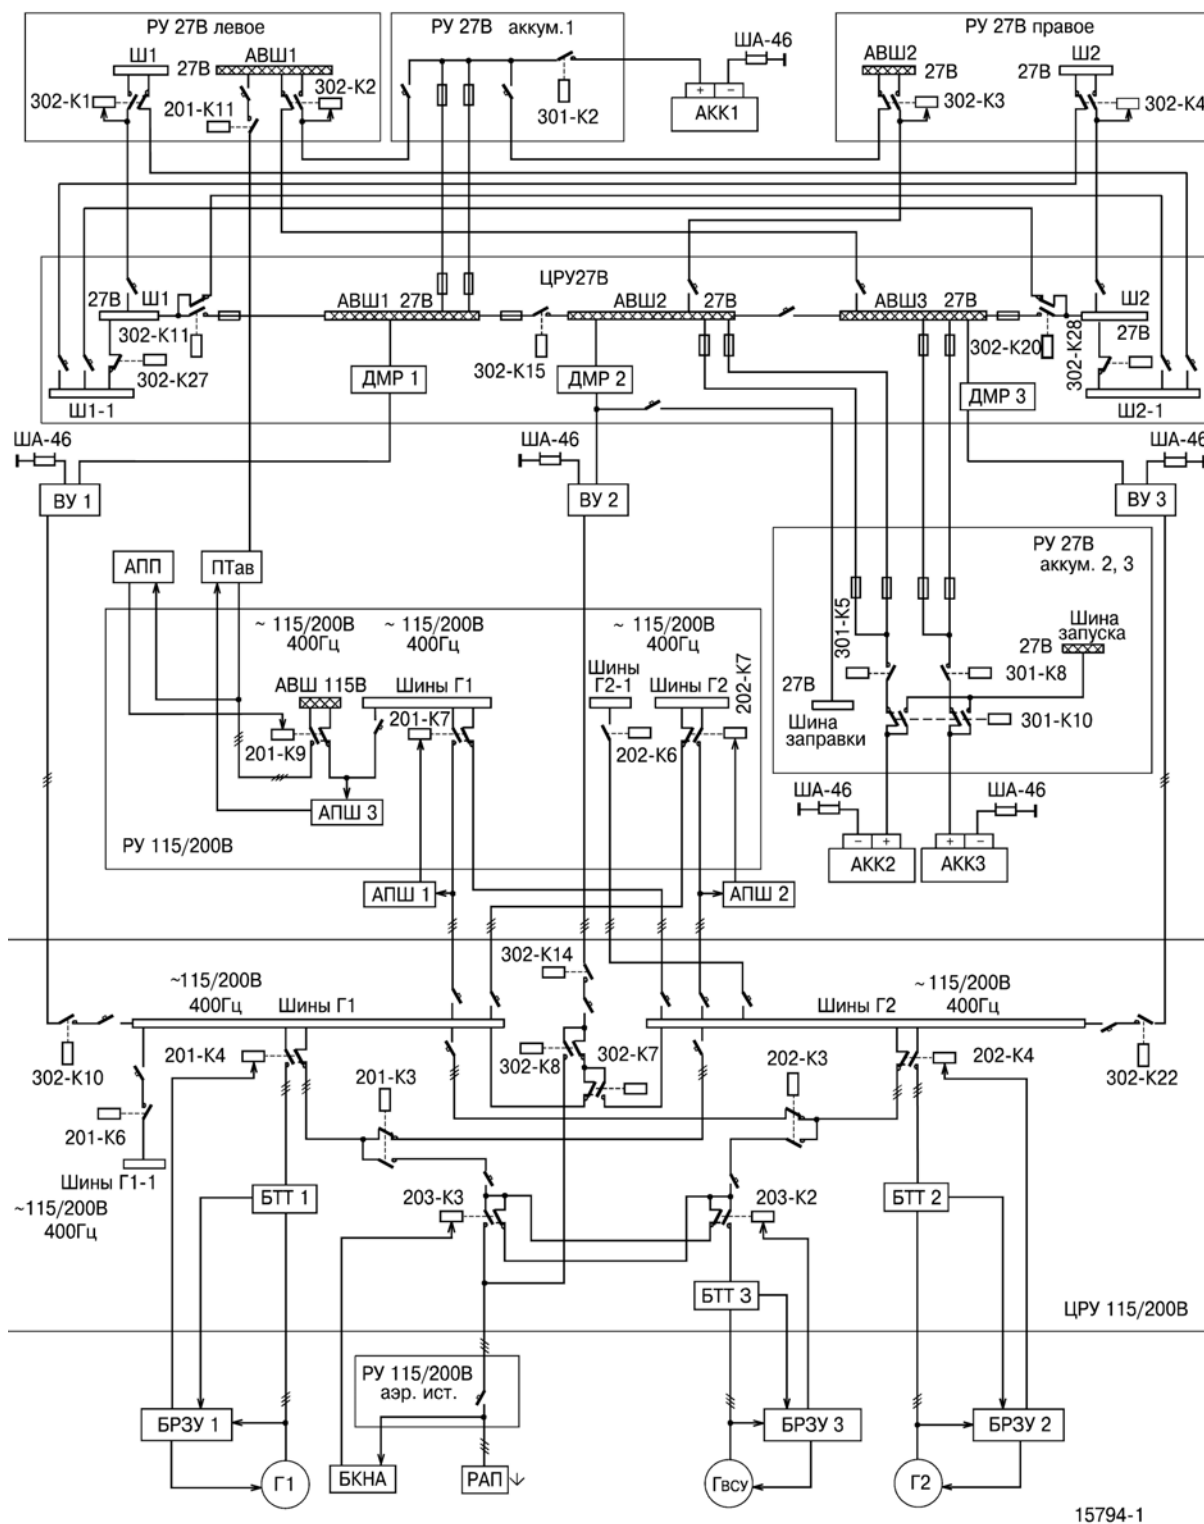 РУ 27В левое
РУ 27В аккум.1
РУ 27В правое
ША-46
Ш1
АВШ1
27В
302-К1
201-К11
302-К2
301-К2
+ −
АКК1
АВШ2
27В
Ш2
27В
302-К3
302-К4
ЦРУ27В
27В
Ш1
АВШ1 27В
АВШ2 27В
АВШ3 27В
Ш2
27В
302-К11
302-К27
302-К15
302-К20
302-К28
ДМР 1
ДМР 2
ДМР 3
Ш1-1
Ш2-1
ША-46
ША-46
ША-46
ВУ 1
ВУ 2
ВУ 3
РУ 27В
аккум. 2, 3
АПП
ПТав
301-К5
Шина
запуска
27В
301-К8
27В
Шина
заправки
301-К10
~ 115/200В
400Гц
~ 115/200В
400Гц
~ 115/200В
400Гц
АВШ 115В
Шины Г1
Шины
Г2-1
Шины Г2
202-К7
201-К7
201-К9
202-К6
АПШ 3
РУ 115/200В
ША-46
ША-46
− +
+ −
АКК2
АКК3
АПШ 1
АПШ 2
302-К14
~115/200В
400Гц
Шины Г1
Шины Г2
~ 115/200В
400Гц
302-К10
201-К4
302-К8
302-К7
202-К3
202-К4
302-К22
201-К3
201-К6
Шины Г1-1
~115/200В
400Гц
БТТ 1
203-К3
203-К2
БТТ 2
БТТ 3
ЦРУ 115/200В
РУ 115/200В
аэр. ист.
БРЗУ 1
БРЗУ 3
БРЗУ 2
Г1
БКНА
РАП
Гвсу
Г2
15794-1